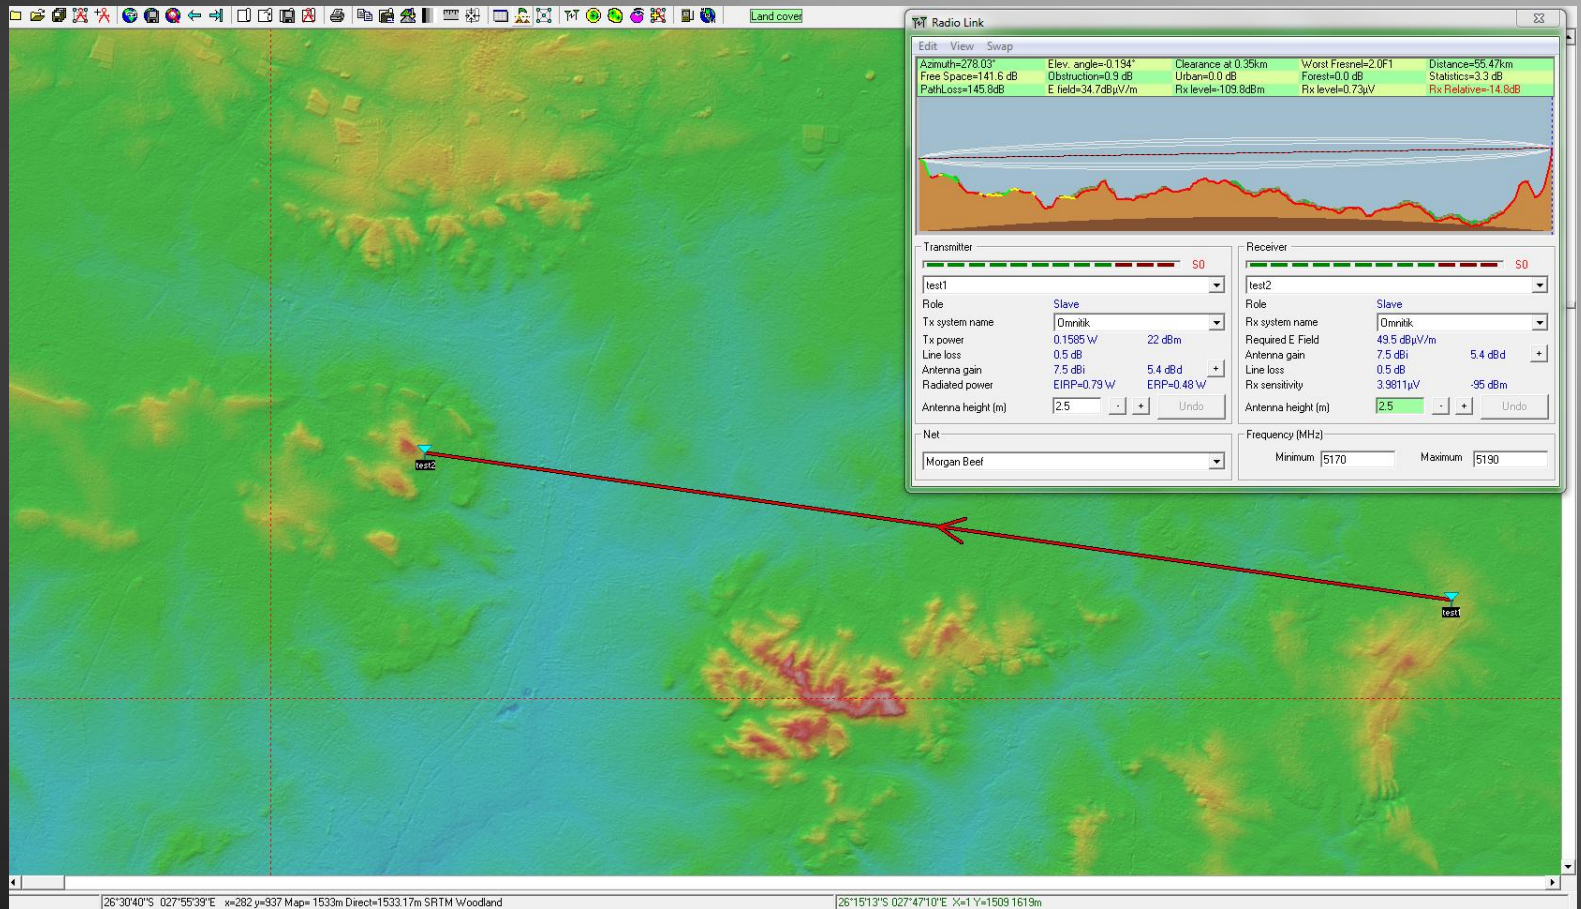 Land cover
Radio Link
Edit View Swap
Azimuth=278.03° Elev. angle=-0.194° Clearance at 0.35km Worst Fresnel=2.0F1 Distance=55.47km
Free Space=141.6 dB Obstruction=0.9 dB Urban=0.0 dB Forest=0.0 dB Statistics=3.3 dB
PathLoss=145.8dB E field=34.7dBµV/m Rx level=-109.8dBm Rx level=0.73µV Rx Relative=-14.8dB
Transmitter Receiver
S0 S0
test1 test2
Role Slave Role Slave
Tx system name Omnitik Rx system name Omnitik
Tx power 0.1585 W 22 dBm Required E Field 49.5 dBµV/m
Line loss 0.5 dB Antenna gain 7.5 dBi 5.4 dBd +
Antenna gain 7.5 dBi 5.4 dBd + Line loss 0.5 dB
Radiated power EIRP=0.79 W ERP=0.48 W Rx sensitivity 3.9811µV -95 dBm
Antenna height (m) 2.5 - + Undo Antenna height (m) 2.5 - + Undo
Net Frequency (MHz)
Morgan Beef Minimum 5170 Maximum 5190
test2
test1
26°30'40"S 027°55'39"E x=282 y=937 Map= 1533m Direct=1533.17m SRTM Woodland 26°15'13"S 027°47'10"E X=1 Y=1509 1619m